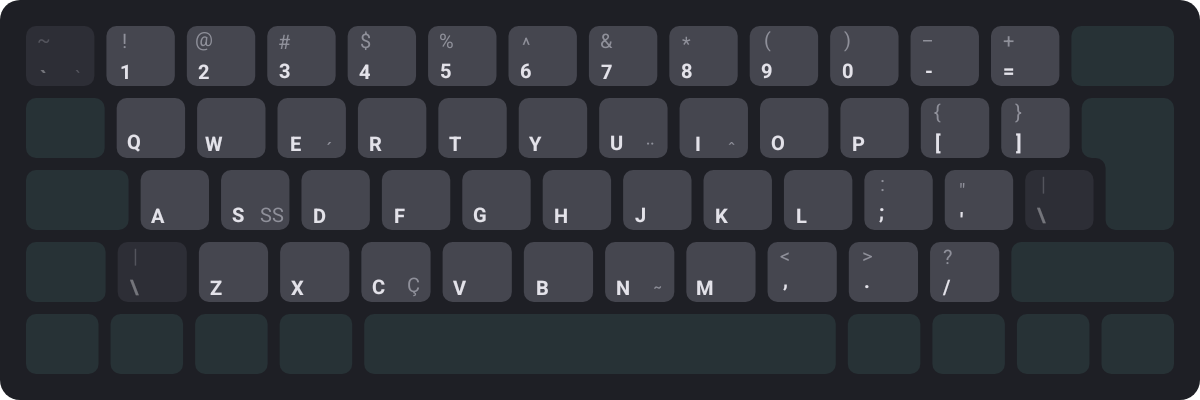 ~ ! @ # $ % ^ & * ( ) – +
` ` 1 2 3 4 5 6 7 8 9 0 - =
{ }
Q W E ´ R T Y U ¨ I ^ O P [ ]
: " |
A S SS D F G H J K L ; ' \
| < > ?
\ Z X C Ç V B N ~ M , . /